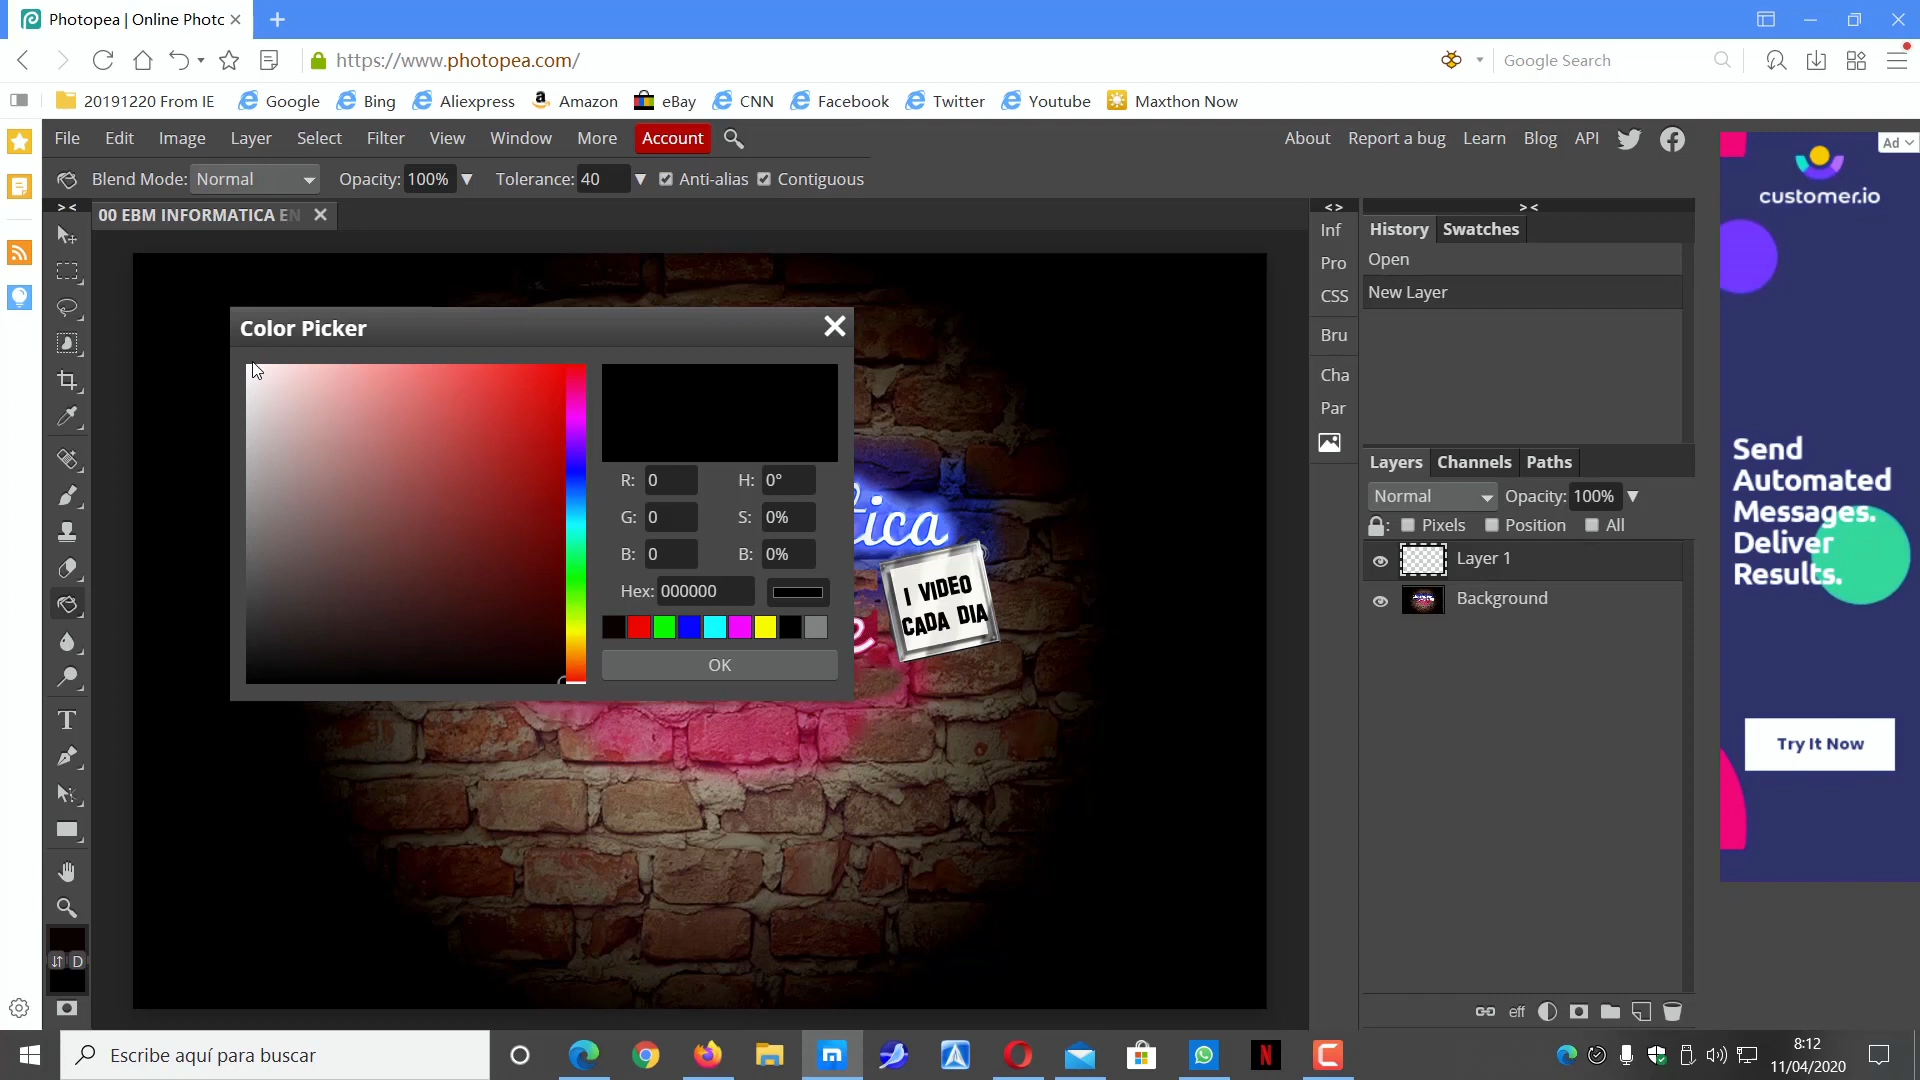 Photopea | Online Photo
https://www.photopea.com/
Google Search
20191220 From IE
Google
Bing
Aliexpress
Amazon
eBay
CNN
Facebook
Twitter
Youtube
Maxthon Now
File Edit Image Layer Select Filter View Window More Account
About Report a bug Learn Blog API
Blend Mode: Normal Opacity: 100% Tolerance: 40 Anti-alias Contiguous
00 EBM INFORMATICA EN
Color Picker
R: 0 H: 0°
G: 0 S: 0%
B: 0 B: 0%
Hex: 000000
OK
tica
I VIDEO
CADA DIA
Inf
Pro
CSS
Bru
Cha
Par
History Swatches
Open
New Layer
Layers Channels Paths
Normal Opacity: 100%
Pixels Position All
Layer 1
Background
eff
Ad
customer.io
Send
Automated
Messages.
Deliver
Results.
Try It Now
T
D
Escribe aquí para buscar
8:12
11/04/2020